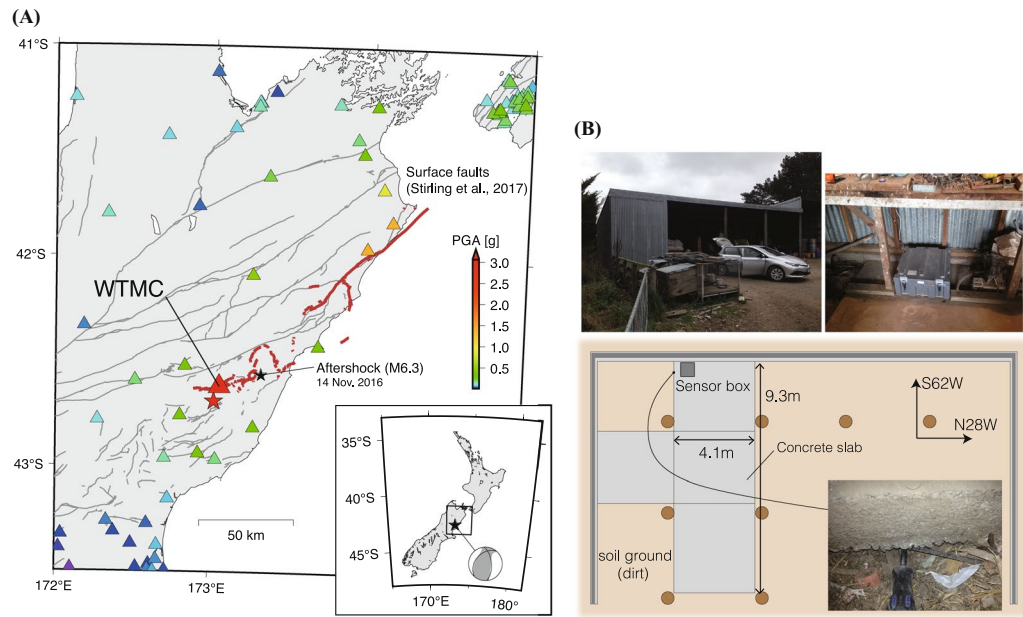 (A)
41°S
42°S
43°S
172°E
173°E
Surface faults
(Stirling et al., 2017)
PGA [g]
3.0
2.5
2.0
1.5
1.0
0.5
WTMC
Aftershock (M6.3)
14 Nov. 2016
50 km
35°S
40°S
45°S
170°E
180°
(B)
Sensor box
9.3m
S62W
N28W
4.1m
Concrete slab
soil ground
(dirt)